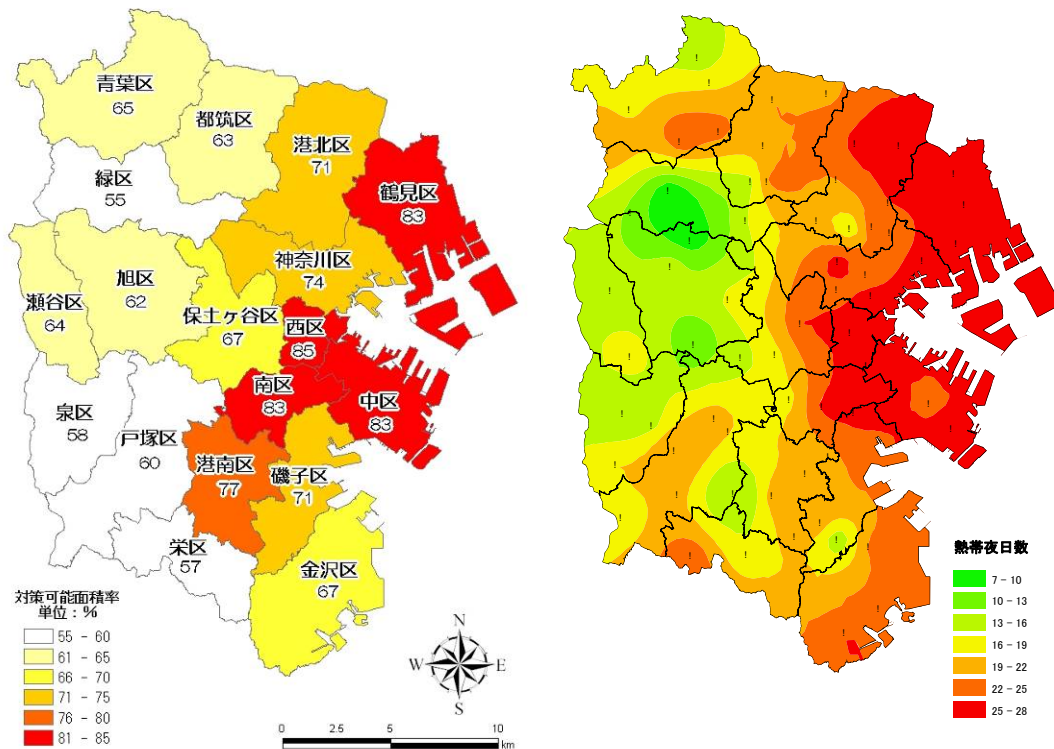 青葉区
65
都筑区
63
港北区
71
緑区
55
鶴見区
83
旭区
62
瀬谷区
64
神奈川区
74
保土ヶ谷区
67
西区
85
南区
83
中区
83
泉区
58
戸塚区
60
港南区
77
磯子区
71
栄区
57
金沢区
67
対策可能面積率
単位：%
55 - 60
61 - 65
66 - 70
71 - 75
76 - 80
81 - 85
N
W E
S
0 2.5 5 10
km
熱帯夜日数
7 - 10
10 - 13
13 - 16
16 - 19
19 - 22
22 - 25
25 - 28